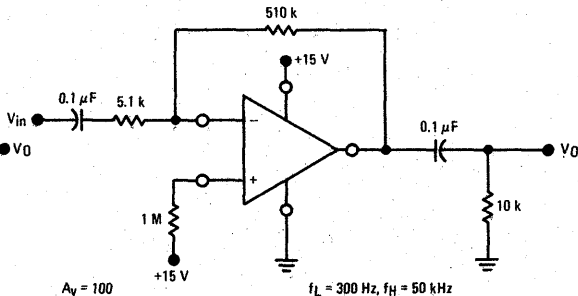 510 k
+15 V
0.1 μF
5.1 k
Vin
VO
−
+
0.1 μF
VO
1 M
10 k
+15 V
Av = 100
fL = 300 Hz, fH = 50 kHz